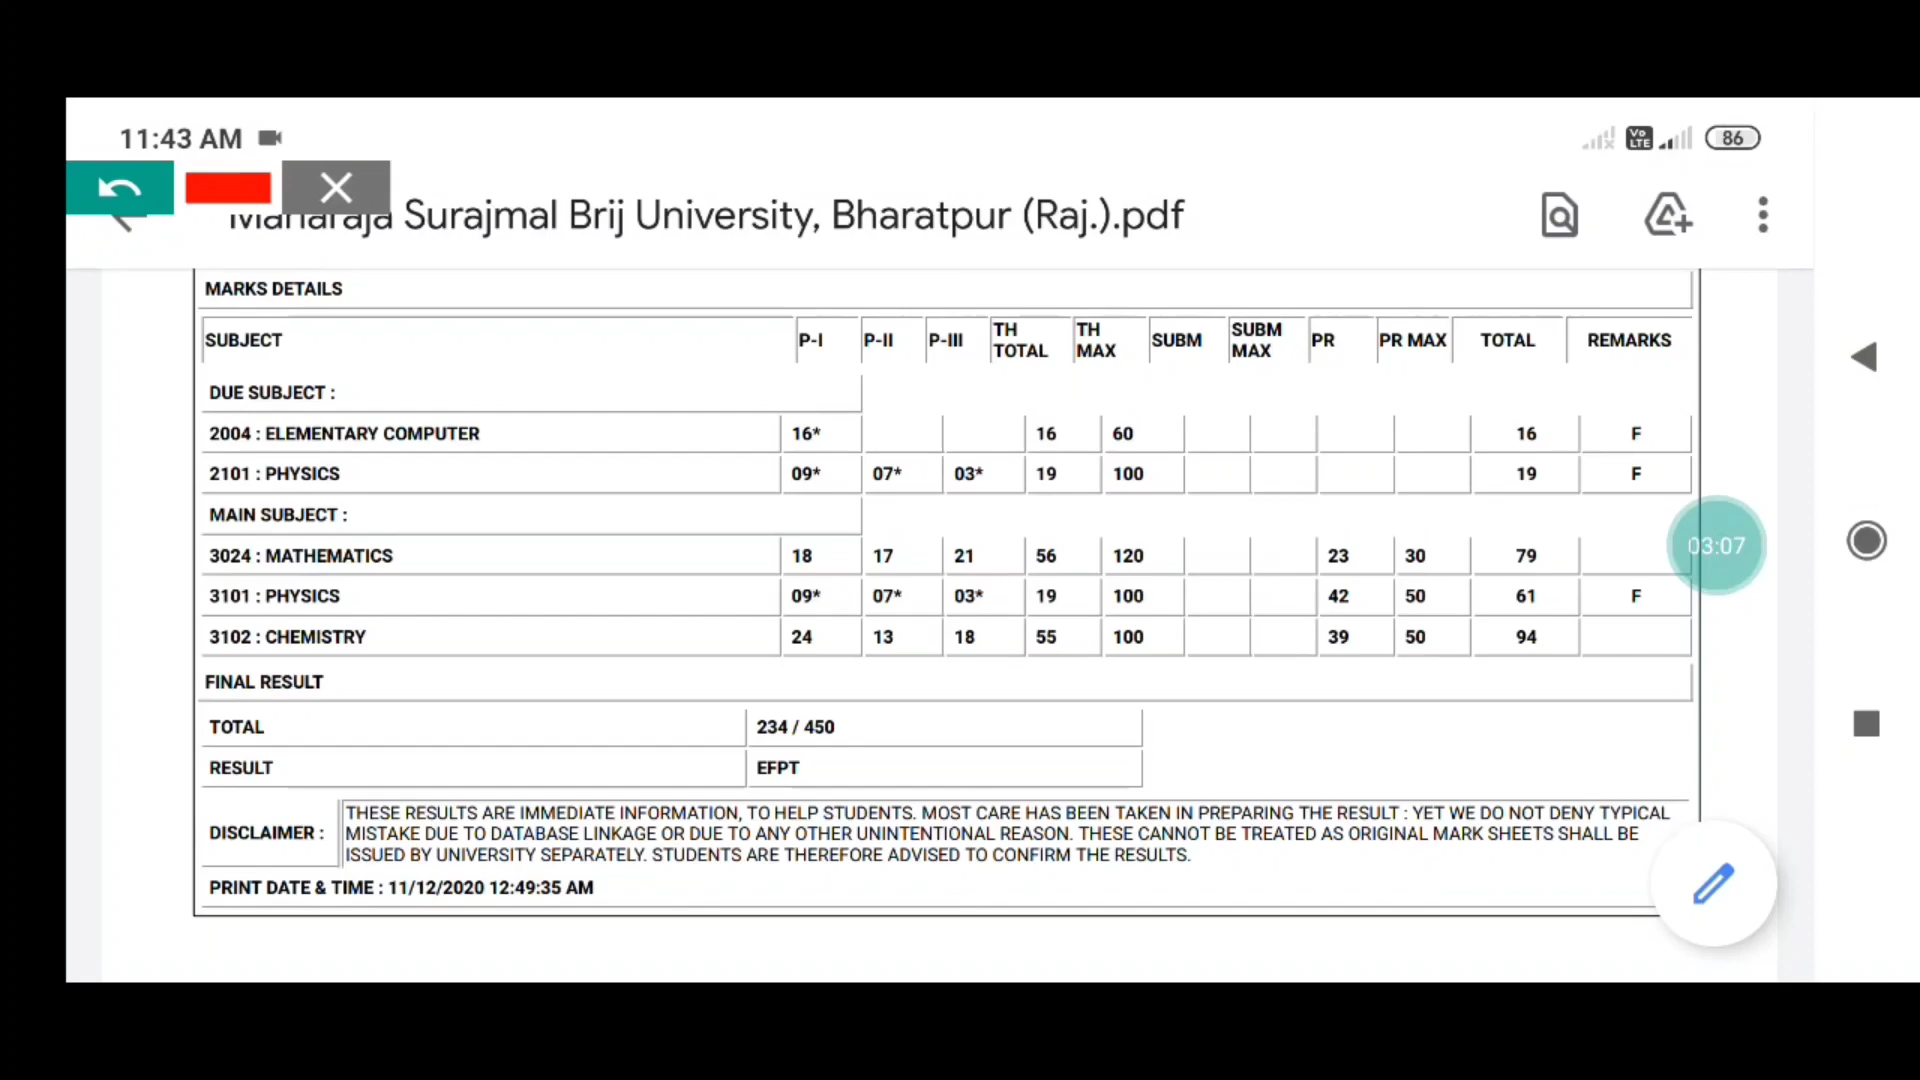 11:43 AM
Vo LTE
86
Maharaja Surajmal Brij University, Bharatpur (Raj.).pdf
MARKS DETAILS
SUBJECT P-I P-II P-III TH TOTAL TH MAX SUBM SUBM MAX PR PR MAX TOTAL REMARKS
DUE SUBJECT :
2004 : ELEMENTARY COMPUTER 16* 16 60 16 F
2101 : PHYSICS 09* 07* 03* 19 100 19 F
MAIN SUBJECT :
3024 : MATHEMATICS 18 17 21 56 120 23 30 79
03:07
3101 : PHYSICS 09* 07* 03* 19 100 42 50 61 F
3102 : CHEMISTRY 24 13 18 55 100 39 50 94
FINAL RESULT
TOTAL 234 / 450
RESULT EFPT
DISCLAIMER :
THESE RESULTS ARE IMMEDIATE INFORMATION, TO HELP STUDENTS. MOST CARE HAS BEEN TAKEN IN PREPARING THE RESULT : YET WE DO NOT DENY TYPICAL
MISTAKE DUE TO DATABASE LINKAGE OR DUE TO ANY OTHER UNINTENTIONAL REASON. THESE CANNOT BE TREATED AS ORIGINAL MARK SHEETS SHALL BE
ISSUED BY UNIVERSITY SEPARATELY. STUDENTS ARE THEREFORE ADVISED TO CONFIRM THE RESULTS.
PRINT DATE & TIME : 11/12/2020 12:49:35 AM